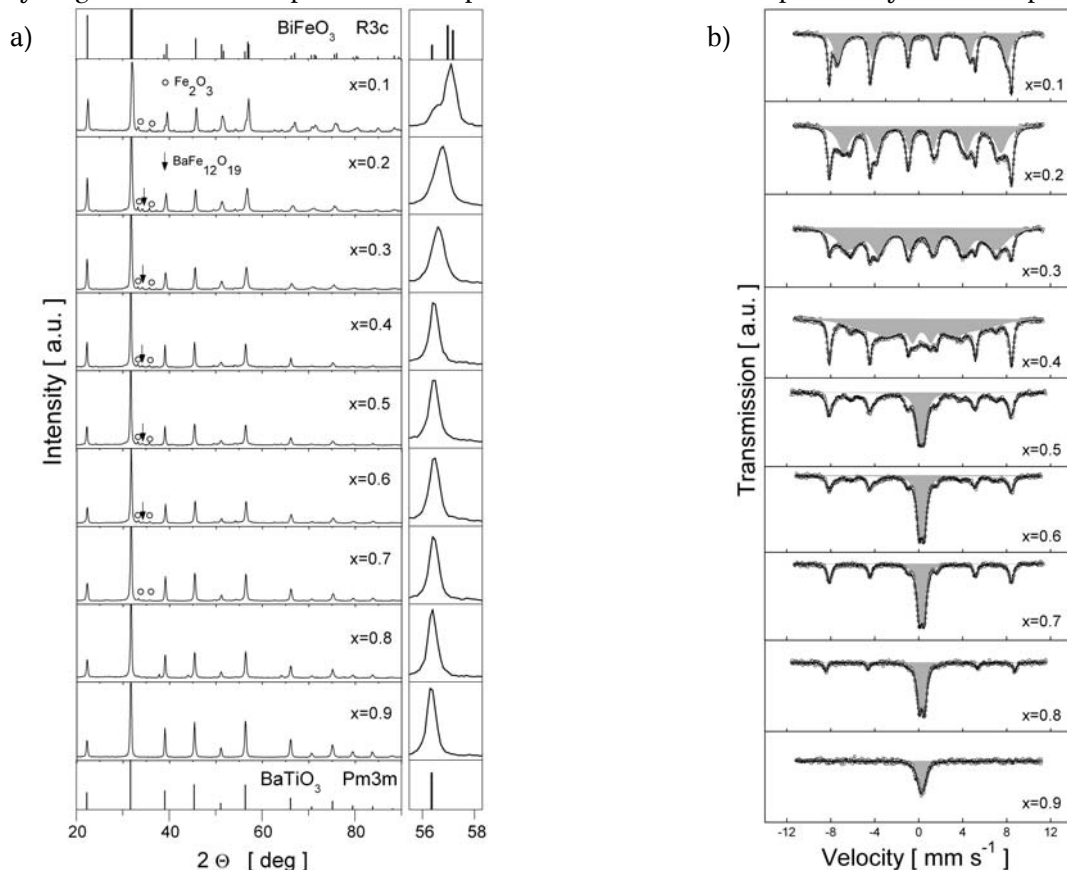 a)
BiFeO3 R3c
Fe2O3
x=0.1
BaFe12O19
x=0.2
x=0.3
x=0.4
x=0.5
x=0.6
x=0.7
x=0.8
x=0.9
BaTiO3 Pm3m
Intensity [ a.u. ]
20 40 60 80
56 58
2 Θ [ deg ]
b)
x=0.1
x=0.2
x=0.3
x=0.4
x=0.5
x=0.6
x=0.7
x=0.8
x=0.9
Transmission [ a.u. ]
-12 -8 -4 0 4 8 12
Velocity [ mm s-1 ]